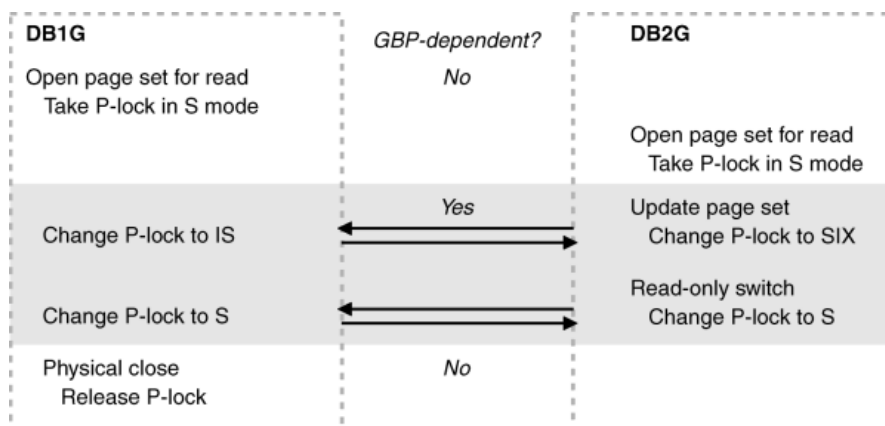 DB1G
GBP-dependent?
DB2G
Open page set for read
Take P-lock in S mode
No
Open page set for read
Take P-lock in S mode
Yes
Update page set
Change P-lock to IS
Change P-lock to SIX
Read-only switch
Change P-lock to S
Change P-lock to S
Physical close
Release P-lock
No